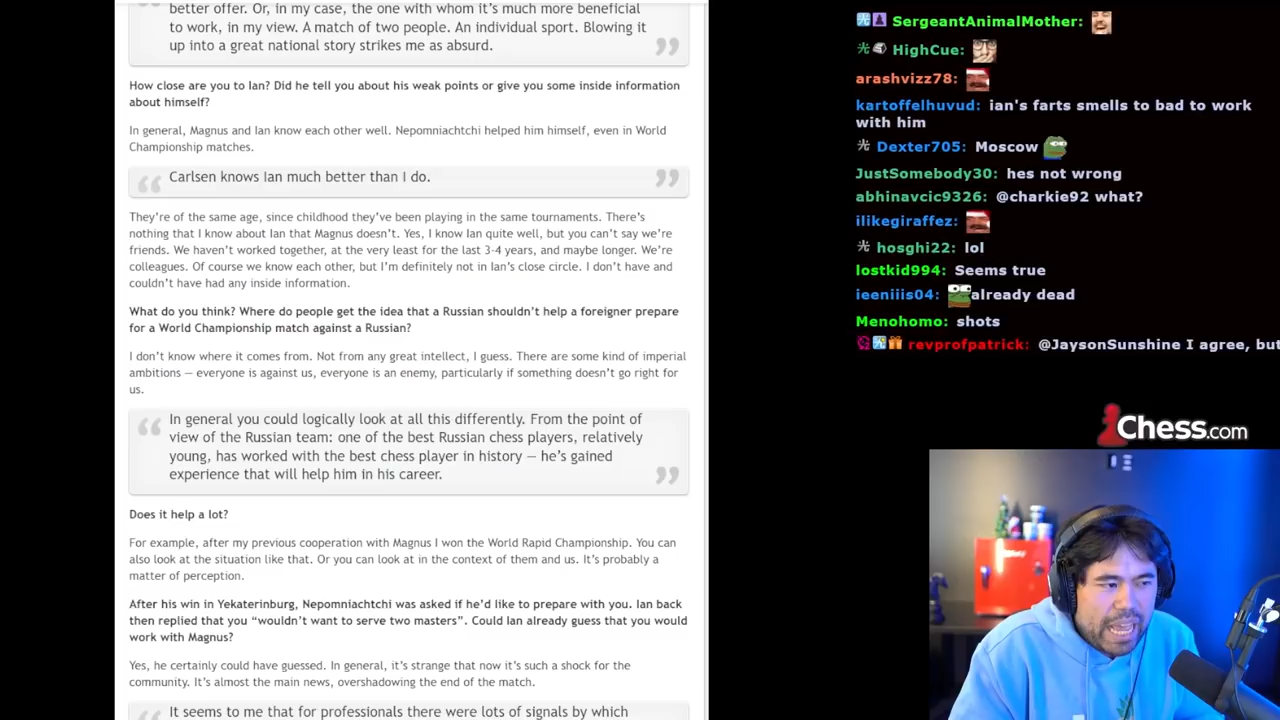 better offer. Or, in my case, the one with whom it's much more beneficial
to work, in my view. A match of two people. An individual sport. Blowing it
up into a great national story strikes me as absurd.
How close are you to Ian? Did he tell you about his weak points or give you some inside information
about himself?
In general, Magnus and Ian know each other well. Nepomniachtchi helped him himself, even in World
Championship matches.
Carlsen knows Ian much better than I do.
They're of the same age, since childhood they've been playing in the same tournaments. There's
nothing that I know about Ian that Magnus doesn't. Yes, I know Ian quite well, but you can't say we're
friends. We haven't worked together, at the very least for the last 3-4 years, and maybe longer. We're
colleagues. Of course we know each other, but I'm definitely not in Ian's close circle. I don't have and
couldn't have had any inside information.
What do you think? Where do people get the idea that a Russian shouldn't help a foreigner prepare
for a World Championship match against a Russian?
I don't know where it comes from. Not from any great intellect, I guess. There are some kind of imperial
ambitions — everyone is against us, everyone is an enemy, particularly if something doesn't go right for
us.
In general you could logically look at all this differently. From the point of
view of the Russian team: one of the best Russian chess players, relatively
young, has worked with the best chess player in history — he's gained
experience that will help him in his career.
Does it help a lot?
For example, after my previous cooperation with Magnus I won the World Rapid Championship. You can
also look at the situation like that. Or you can look at in the context of them and us. It's probably a
matter of perception.
After his win in Yekaterinburg, Nepomniachtchi was asked if he'd like to prepare with you. Ian back
then replied that you “wouldn't want to serve two masters”. Could Ian already guess that you would
work with Magnus?
Yes, he certainly could have guessed. In general, it's strange that now it's such a shock for the
community. It's almost the main news, overshadowing the end of the match.
It seems to me that for professionals there were lots of signals by which
SergeantAnimalMother:
HighCue:
arashvizz78:
kartoffelhuvud: ian's farts smells to bad to work
with him
Dexter705: Moscow
JustSomebody30: hes not wrong
abhinavcic9326: @charkie92 what?
ilikegiraffez:
hosghi22: lol
lostkid994: Seems true
ieeniiis04: already dead
Menohomo: shots
revprofpatrick: @JaysonSunshine I agree, but
Chess.com